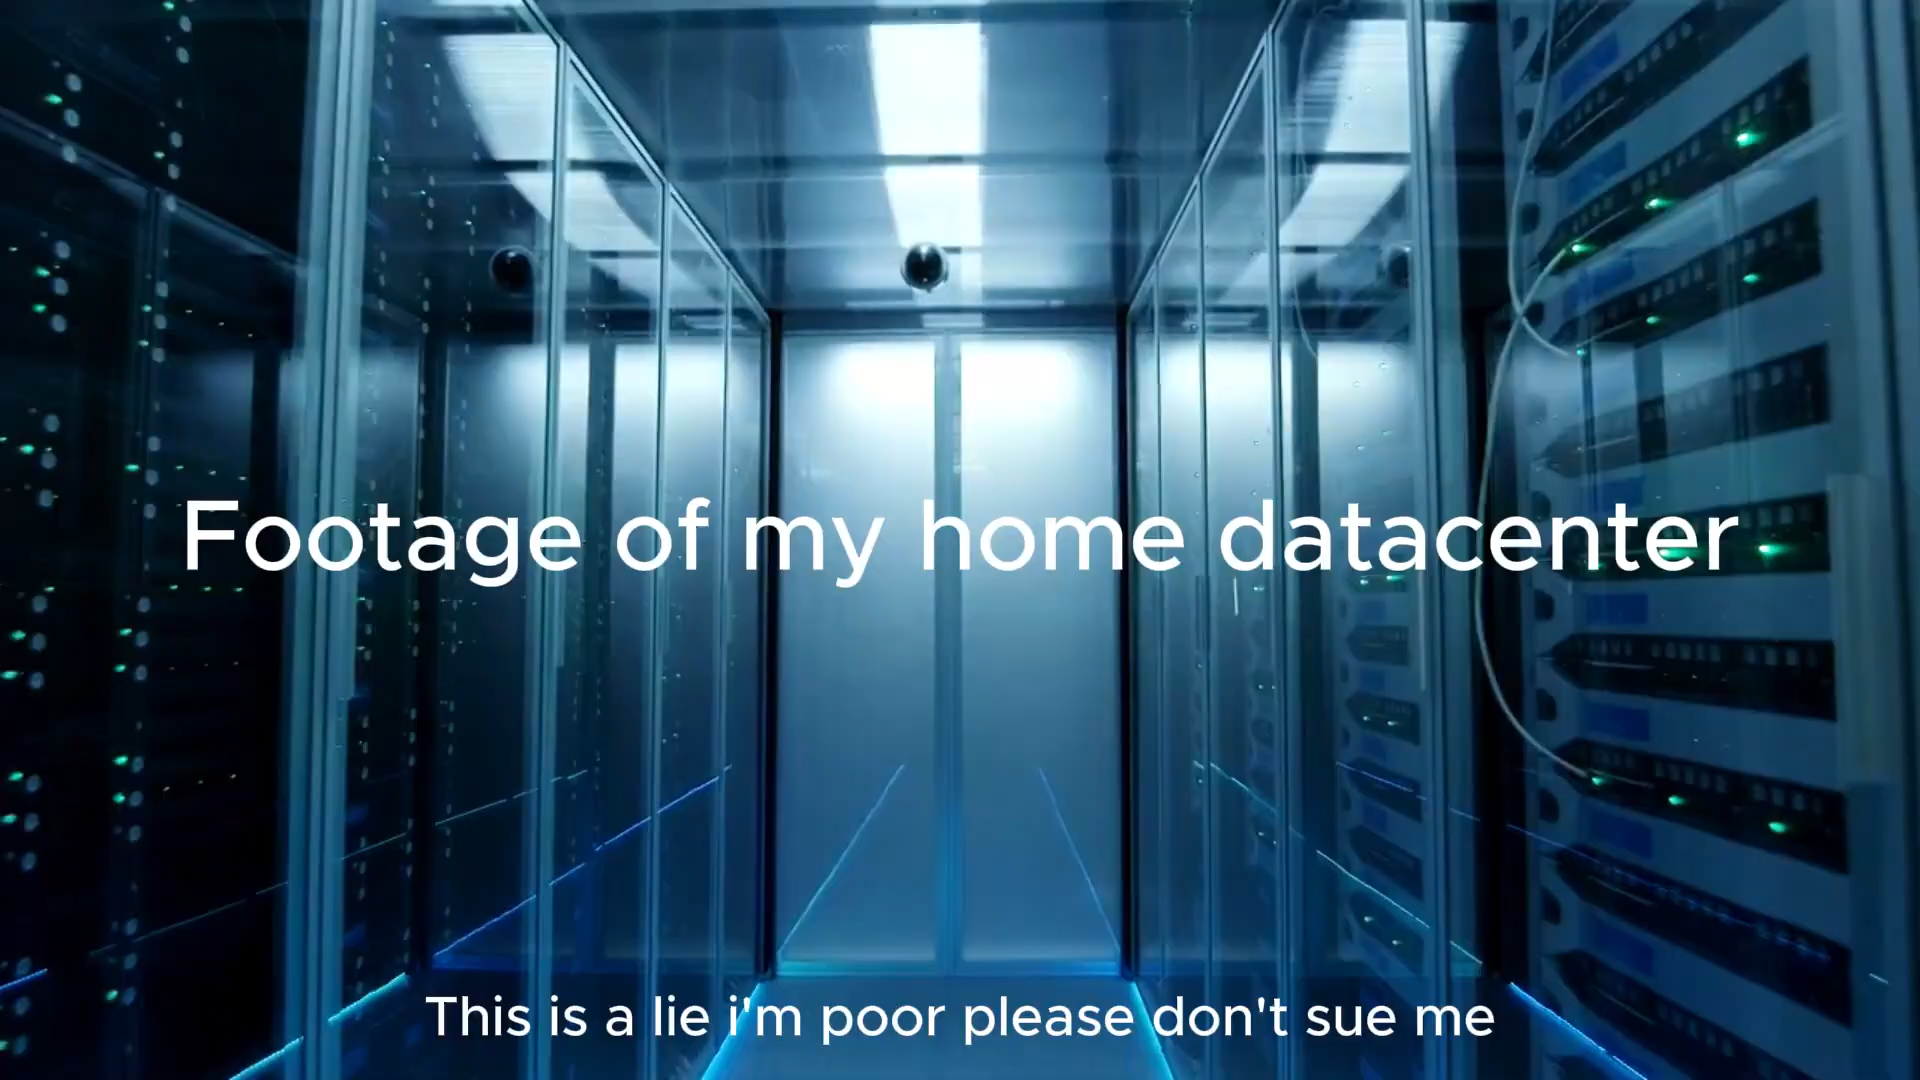 Footage of my home datacenter
This is a lie i'm poor please don't sue me